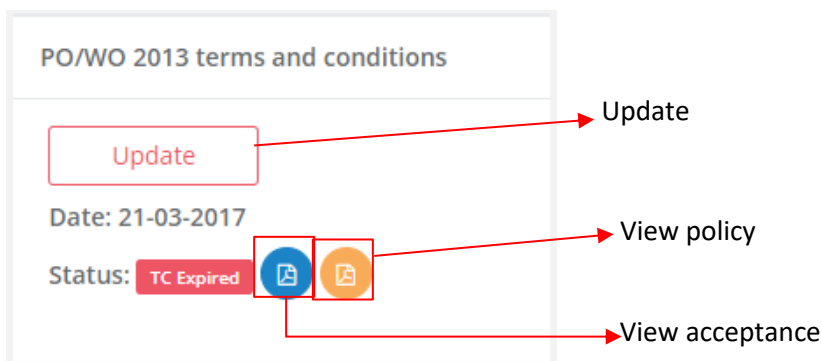 PO/WO 2013 terms and conditions
Update
Update
Date: 21-03-2017
View policy
Status: TC Expired
View acceptance